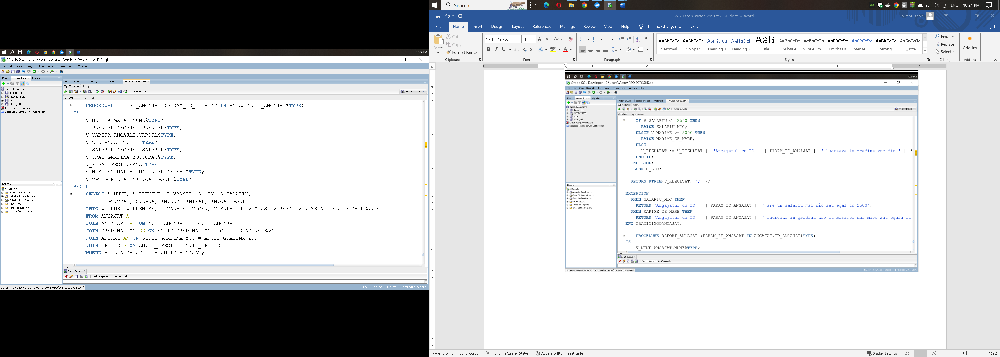 10:24 PM
Oracle SQL Developer : C:\Users\Victor\PROIECTSGBD.sql
File Edit View Navigate Run Source Team Tools Window Help
Files Connections Migration
Oracle Connections
docker_sys
PROIECTSGBD
Victor
Victor_242
Oracle NoSQL Connections
Database Schema Service Connections
Reports
All Reports
Analytic View Reports
Data Dictionary Reports
Data Modeler Reports
OLAP Reports
TimesTen Reports
User Defined Reports
Victor_242.sql docker_sys.sql Victor.sql PROIECTSGBD.sql
SQL Worksheet History
0.097 seconds
PROIECTSGBD
Worksheet Query Builder
PROCEDURE RAPORT_ANGAJAT (PARAM_ID_ANGAJAT IN ANGAJAT.ID_ANGAJAT%TYPE)
IS
V_NUME ANGAJAT.NUME%TYPE;
V_PRENUME ANGAJAT.PRENUME%TYPE;
V_VARSTA ANGAJAT.VARSTA%TYPE;
V_GEN ANGAJAT.GEN%TYPE;
V_SALARIU ANGAJAT.SALARIU%TYPE;
V_ORAS GRADINA_ZOO.ORAS%TYPE;
V_RASA SPECIE.RASA%TYPE;
V_NUME_ANIMAL ANIMAL.NUME_ANIMAL%TYPE;
V_CATEGORIE ANIMAL.CATEGORIE%TYPE;
BEGIN
SELECT A.NUME, A.PRENUME, A.VARSTA, A.GEN, A.SALARIU,
GZ.ORAS, S.RASA, AN.NUME_ANIMAL, AN.CATEGORIE
INTO V_NUME, V_PRENUME, V_VARSTA, V_GEN, V_SALARIU, V_ORAS, V_RASA, V_NUME_ANIMAL, V_CATEGORIE
FROM ANGAJAT A
JOIN ANGAJARE AG ON A.ID_ANGAJAT = AG.ID_ANGAJAT
JOIN GRADINA_ZOO GZ ON AG.ID_GRADINA_ZOO = GZ.ID_GRADINA_ZOO
JOIN ANIMAL AN ON GZ.ID_GRADINA_ZOO = AN.ID_GRADINA_ZOO
JOIN SPECIE S ON AN.ID_SPECIE = S.ID_SPECIE
WHERE A.ID_ANGAJAT = PARAM_ID_ANGAJAT;
Script Output
Task completed in 0.097 seconds
Click on an identifier with the Control key down to perform "Go to Declaration"
Line 1101 Column 39 Insert Modified Windows: C
Search
ENG 10:24 PM
242_Iacob_Victor_ProiectSGBD.docx - Word
Victor Iacob
File Home Insert Design Layout References Mailings Review View Help Tell me what you want to do
Paste
Cut
Copy
Format Painter
Clipboard
Calibri (Body) 11
Font
Paragraph
AaBbCcDc AaBbCcDc AaBbCc AaBbCcC AaB AaBbCcDc AaBbCcDa AaBbCcDa AaBbCcDa AaBbCcDc AaBbCcDa
¶ Normal ¶ No Spac... Heading 1 Heading 2 Title Subtitle Subtle Em... Emphasis Intense E... Strong Quote
Styles
Find
Replace
Select
Editing
Add-ins
Add-ins
1 1 2 3 4 5 6 7
4
5
6
7
8
10:23 PM
Oracle SQL Developer : C:\Users\Victor\PROIECTSGBD.sql
File Edit View Navigate Run Source Team Tools Window Help
Files Connections Migration
Oracle Connections
docker_sys
PROIECTSGBD
Victor
Victor_242
Oracle NoSQL Connections
Database Schema Service Connections
Reports
All Reports
Analytic View Reports
Data Dictionary Reports
Data Modeler Reports
OLAP Reports
TimesTen Reports
User Defined Reports
Victor_242.sql docker_sys.sql Victor.sql PROIECTSGBD.sql
SQL Worksheet History
0.097 seconds
PROIECTSGBD
Worksheet Query Builder
IF V_SALARIU <= 2500 THEN
RAISE SALARIU_MIC;
ELSIF V_MARIME >= 5000 THEN
RAISE MARIME_GZ_MARE;
ELSE
V_REZULTAT := V_REZULTAT || 'Angajatul cu ID ' || PARAM_ID_ANGAJAT || ' lucreaza la gradina zoo din ' || V
END IF;
END LOOP;
CLOSE C_ZOO;
RETURN RTRIM(V_REZULTAT, '; ');
EXCEPTION
WHEN SALARIU_MIC THEN
RETURN 'Angajatul cu ID ' || PARAM_ID_ANGAJAT || ' are un salariu mai mic sau egal cu 2500';
WHEN MARIME_GZ_MARE THEN
RETURN 'Angajatul cu ID ' || PARAM_ID_ANGAJAT || ' lucreaza in gradina zoo cu marimea mai mare sau egala cu
END GRADINIZOOANGAJAT;
PROCEDURE RAPORT_ANGAJAT (PARAM_ID_ANGAJAT IN ANGAJAT.ID_ANGAJAT%TYPE)
IS
V_NUME ANGAJAT.NUME%TYPE;
Script Output
Task completed in 0.097 seconds
Click on an identifier with the Control key down to perform "Go to Declaration"
Line 1101 Column 39 Insert Modified Windows: C
Page 45 of 45 3043 words English (United States) Accessibility: Investigate
Display Settings 169%